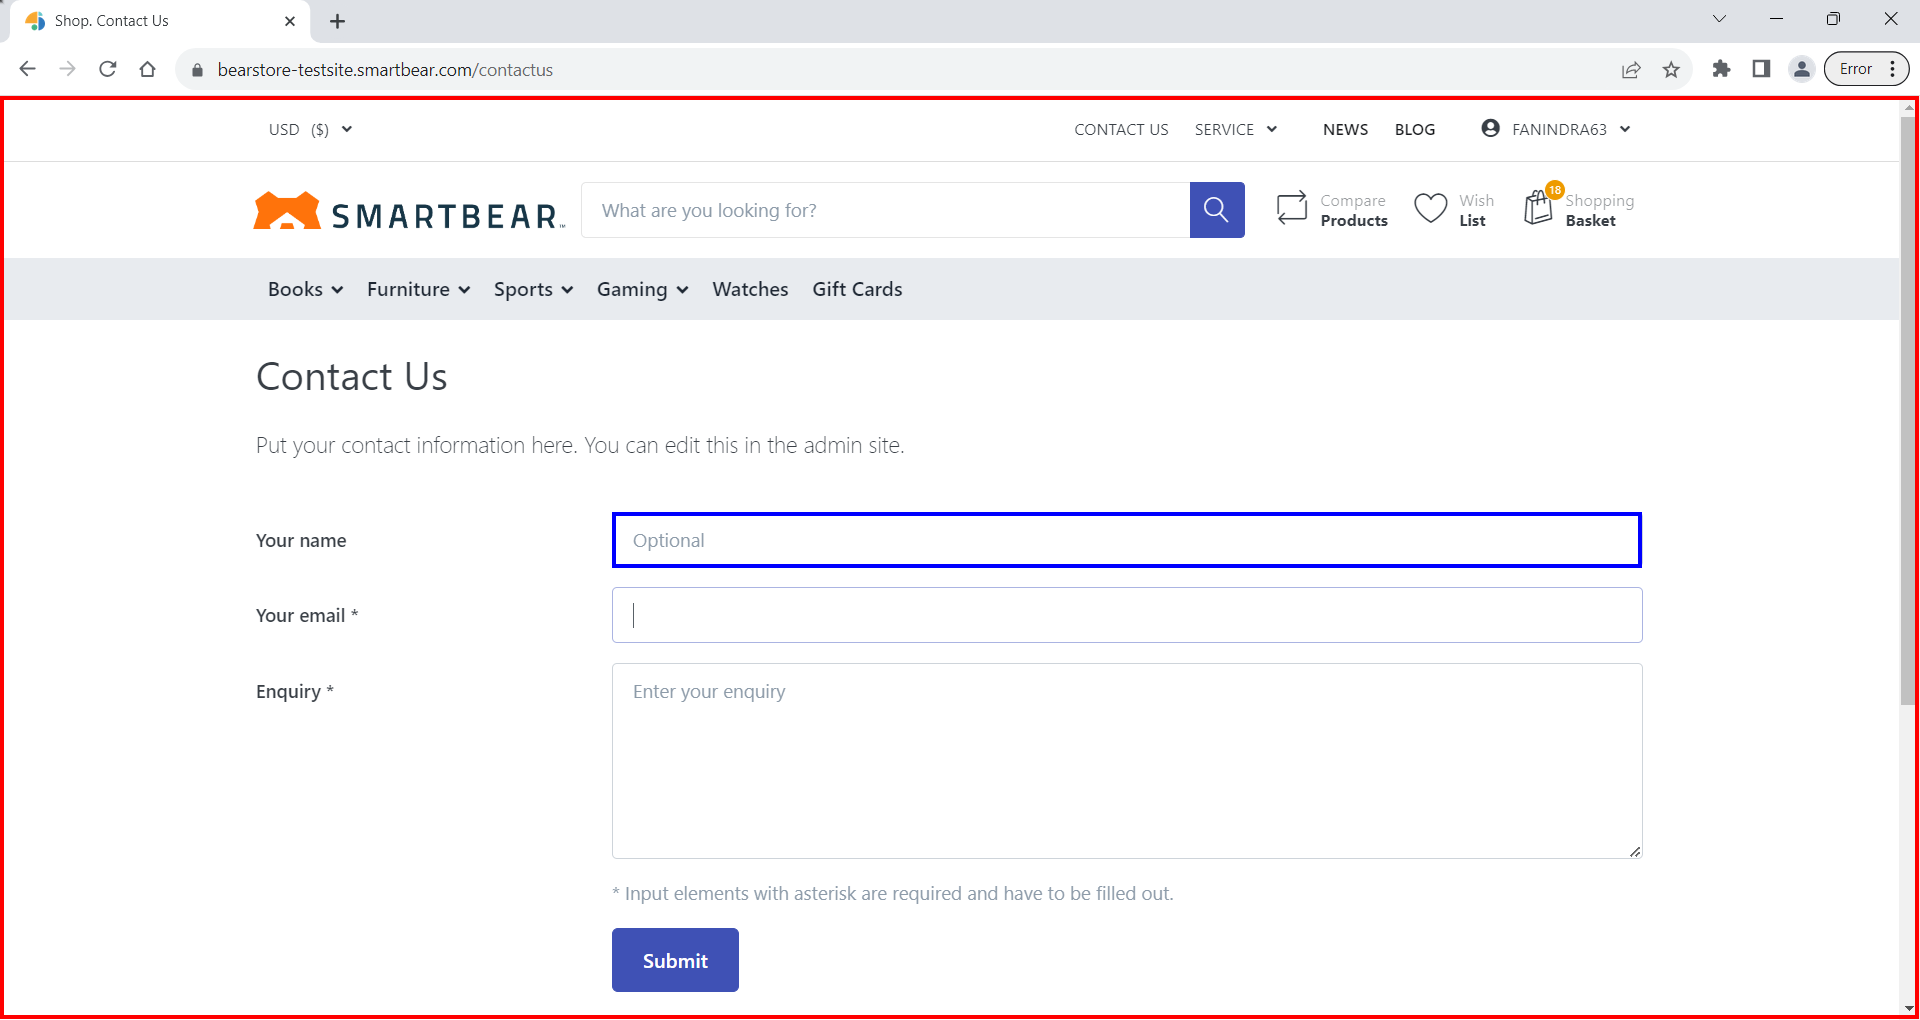 Shop. Contact Us
bearstore-testsite.smartbear.com/contactus
Error
USD ($)
CONTACT US SERVICE NEWS BLOG FANINDRA63
SMARTBEAR™
What are you looking for?
Compare
Products
Wish
List
18
Shopping
Basket
Books Furniture Sports Gaming Watches Gift Cards
Contact Us
Put your contact information here. You can edit this in the admin site.
Your name
Optional
Your email *
Enquiry *
Enter your enquiry
* Input elements with asterisk are required and have to be filled out.
Submit